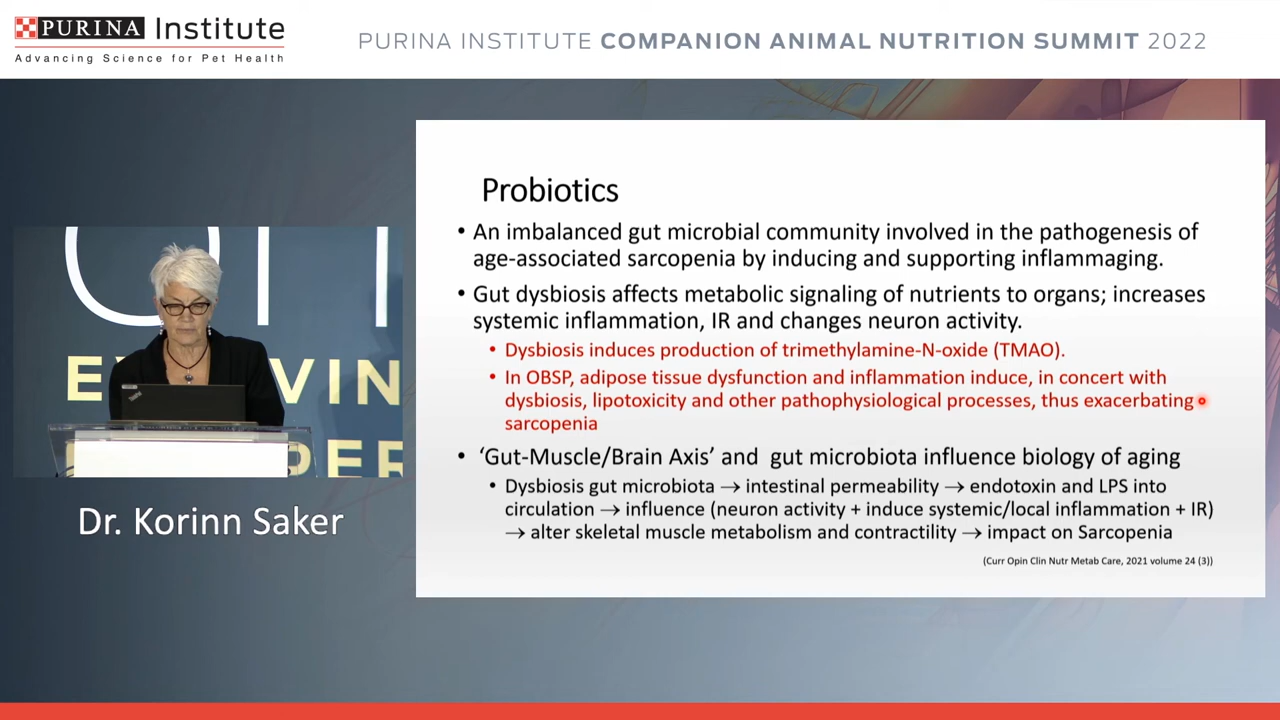 PURINA Institute
Advancing Science for Pet Health
PURINA INSTITUTE COMPANION ANIMAL NUTRITION SUMMIT 2022
Probiotics
• An imbalanced gut microbial community involved in the pathogenesis of
age-associated sarcopenia by inducing and supporting inflammaging.
• Gut dysbiosis affects metabolic signaling of nutrients to organs; increases
systemic inflammation, IR and changes neuron activity.
• Dysbiosis induces production of trimethylamine-N-oxide (TMAO).
• In OBSP, adipose tissue dysfunction and inflammation induce, in concert with
dysbiosis, lipotoxicity and other pathophysiological processes, thus exacerbating
sarcopenia
• ‘Gut-Muscle/Brain Axis’ and gut microbiota influence biology of aging
• Dysbiosis gut microbiota → intestinal permeability → endotoxin and LPS into
circulation → influence (neuron activity + induce systemic/local inflammation + IR)
→ alter skeletal muscle metabolism and contractility → impact on Sarcopenia
(Curr Opin Clin Nutr Metab Care, 2021 volume 24 (3))
Dr. Korinn Saker